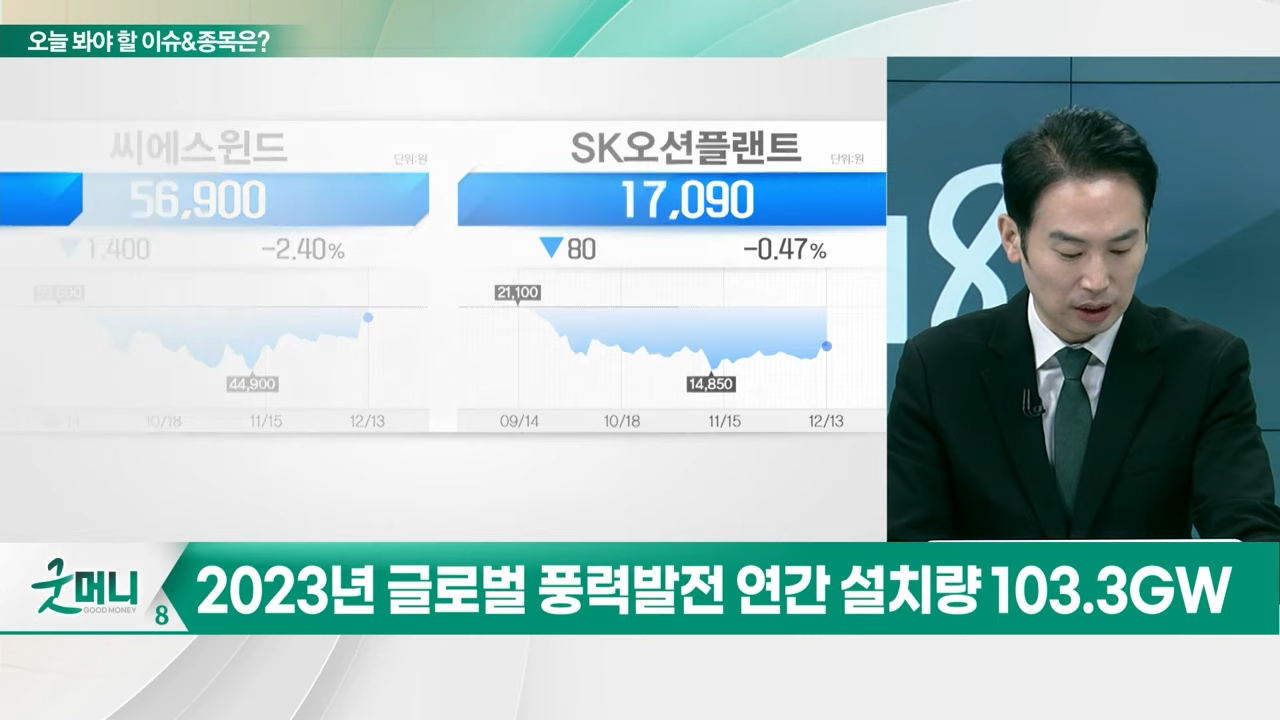 오늘 봐야 할 이슈&종목은?
씨에스윈드
단위:원
56,900
▼1,400 -2.40%
44,900
10/18 11/15 12/13
SK오션플랜트
단위:원
17,090
▼80 -0.47%
21,100
14,850
09/14 10/18 11/15 12/13
8
굿머니
GOOD MONEY
8
2023년 글로벌 풍력발전 연간 설치량 103.3GW